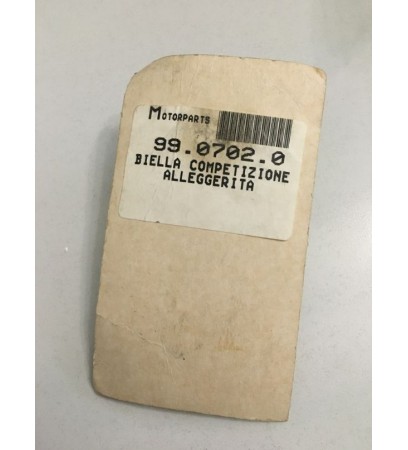 MOTORPARTS
99.0702.0
BIELLA COMPETIZIONE
ALLEGGERITA